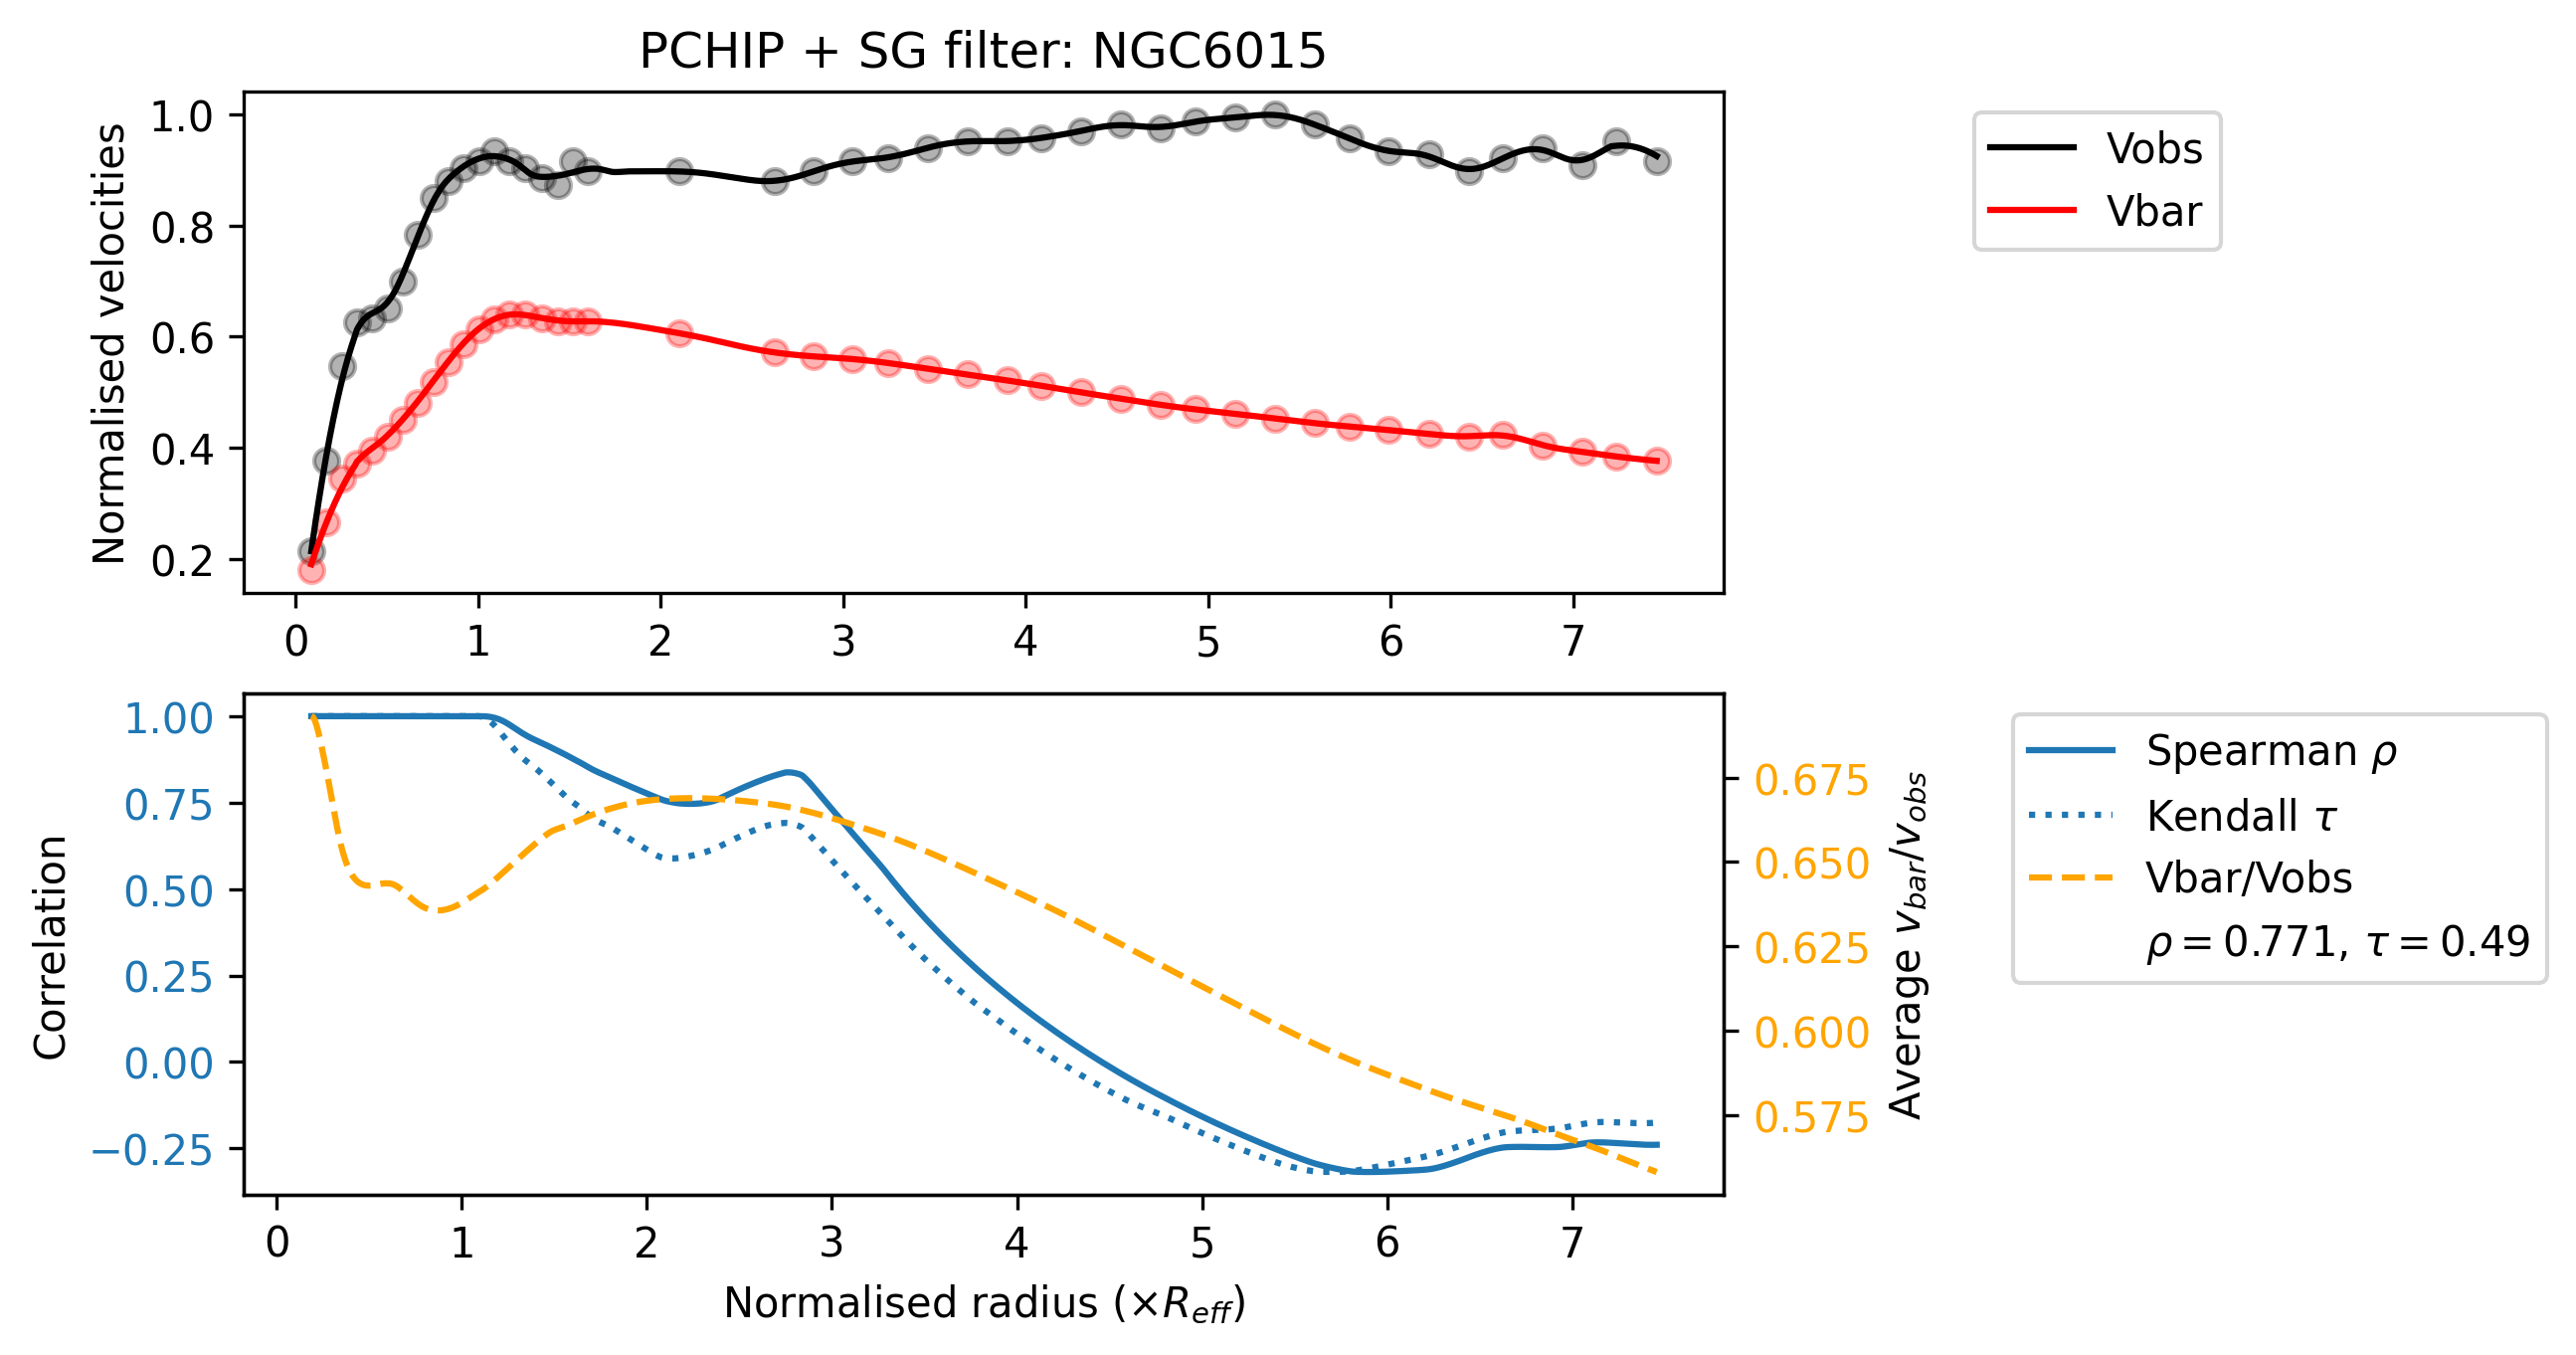 PCHIP + SG filter: NGC6015
Normalised velocities
1.0
0.8
0.6
0.4
0.2
0 1 2 3 4 5 6 7
Vobs
Vbar
Correlation
1.00
0.75
0.50
0.25
0.00
−0.25
0 1 2 3 4 5 6 7
Normalised radius (×R_eff)
0.675
0.650
0.625
0.600
0.575
Average v_bar/v_obs
Spearman ρ
Kendall τ
Vbar/Vobs
ρ = 0.771, τ = 0.49